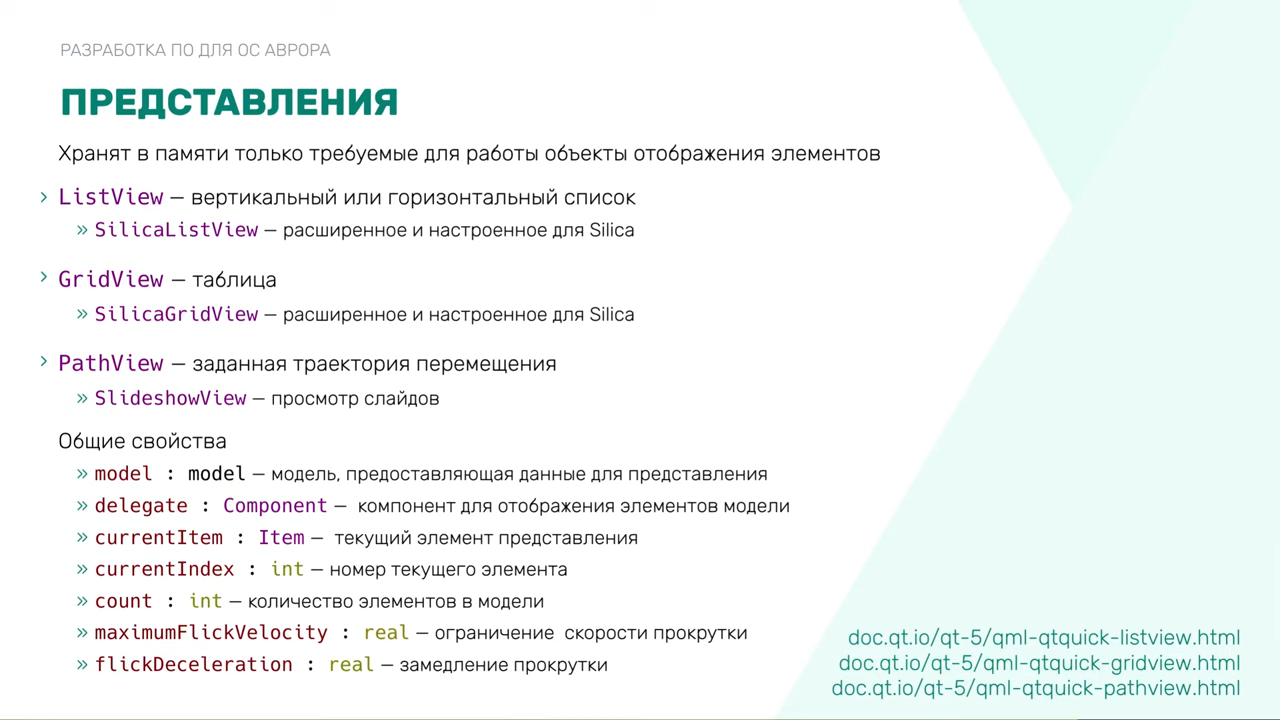 РАЗРАБОТКА ПО ДЛЯ ОС АВРОРА
ПРЕДСТАВЛЕНИЯ
Хранят в памяти только требуемые для работы объекты отображения элементов
› ListView — вертикальный или горизонтальный список
» SilicaListView — расширенное и настроенное для Silica
› GridView — таблица
» SilicaGridView — расширенное и настроенное для Silica
› PathView — заданная траектория перемещения
» SlideshowView — просмотр слайдов
Общие свойства
» model : model — модель, предоставляющая данные для представления
» delegate : Component — компонент для отображения элементов модели
» currentItem : Item — текущий элемент представления
» currentIndex : int — номер текущего элемента
» count : int — количество элементов в модели
» maximumFlickVelocity : real — ограничение скорости прокрутки
» flickDeceleration : real — замедление прокрутки
doc.qt.io/qt-5/qml-qtquick-listview.html
doc.qt.io/qt-5/qml-qtquick-gridview.html
doc.qt.io/qt-5/qml-qtquick-pathview.html